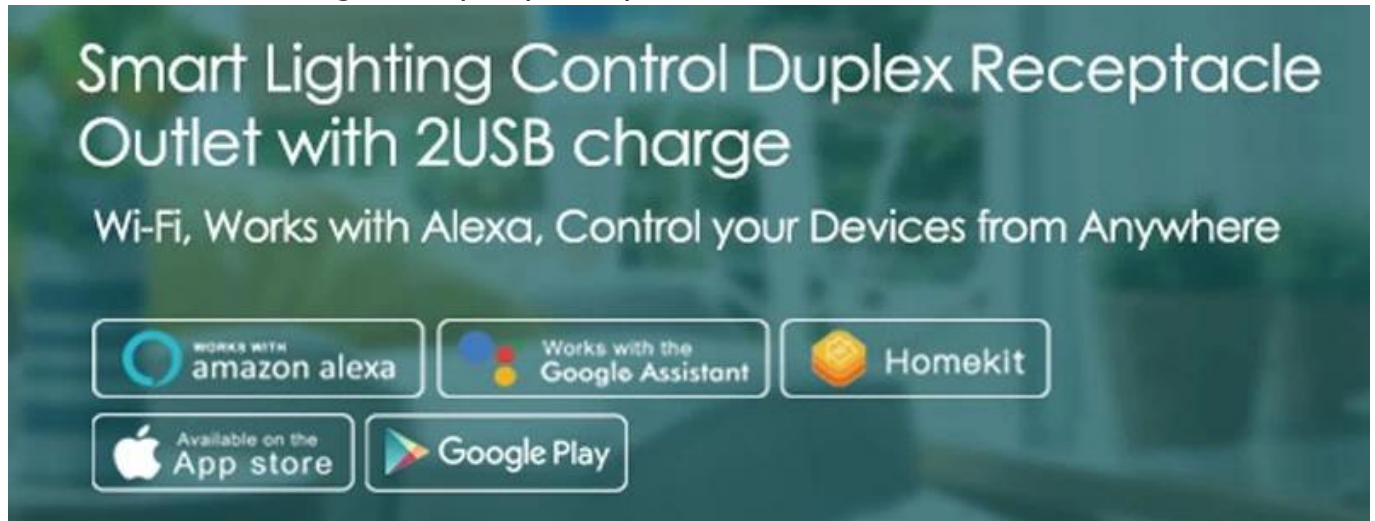 Smart Lighting Control Duplex Receptacle
Outlet with 2USB charge
Wi-Fi, Works with Alexa, Control your Devices from Anywhere
WORKS WITH
amazon alexa
Works with the
Google Assistant
Homekit
Available on the
App store
Google Play